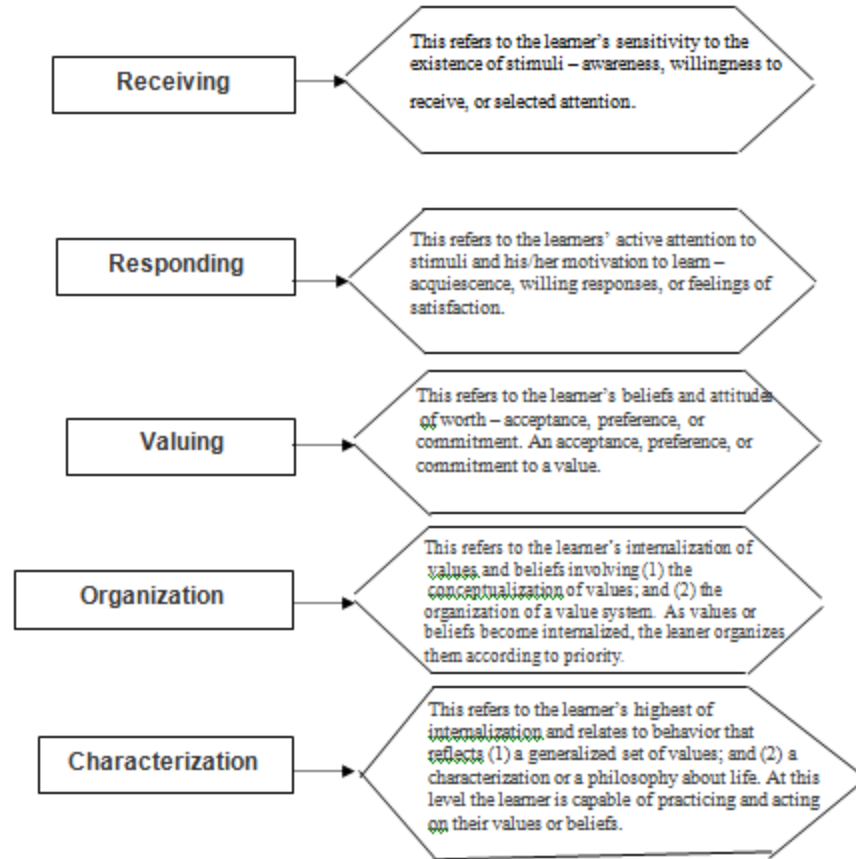 Receiving
This refers to the learner's sensitivity to the
existence of stimuli – awareness, willingness to
receive, or selected attention.
Responding
This refers to the learners' active attention to
stimuli and his/her motivation to learn –
acquiescence, willing responses, or feelings of
satisfaction.
Valuing
This refers to the learner's beliefs and attitudes
of worth – acceptance, preference, or
commitment. An acceptance, preference, or
commitment to a value.
Organization
This refers to the learner's internalization of
values and beliefs involving (1) the
conceptualization of values; and (2) the
organization of a value system. As values or
beliefs become internalized, the leaner organizes
them according to priority.
Characterization
This refers to the learner's highest of
internalization and relates to behavior that
reflects (1) a generalized set of values; and (2) a
characterization or a philosophy about life. At this
level the learner is capable of practicing and acting
on their values or beliefs.